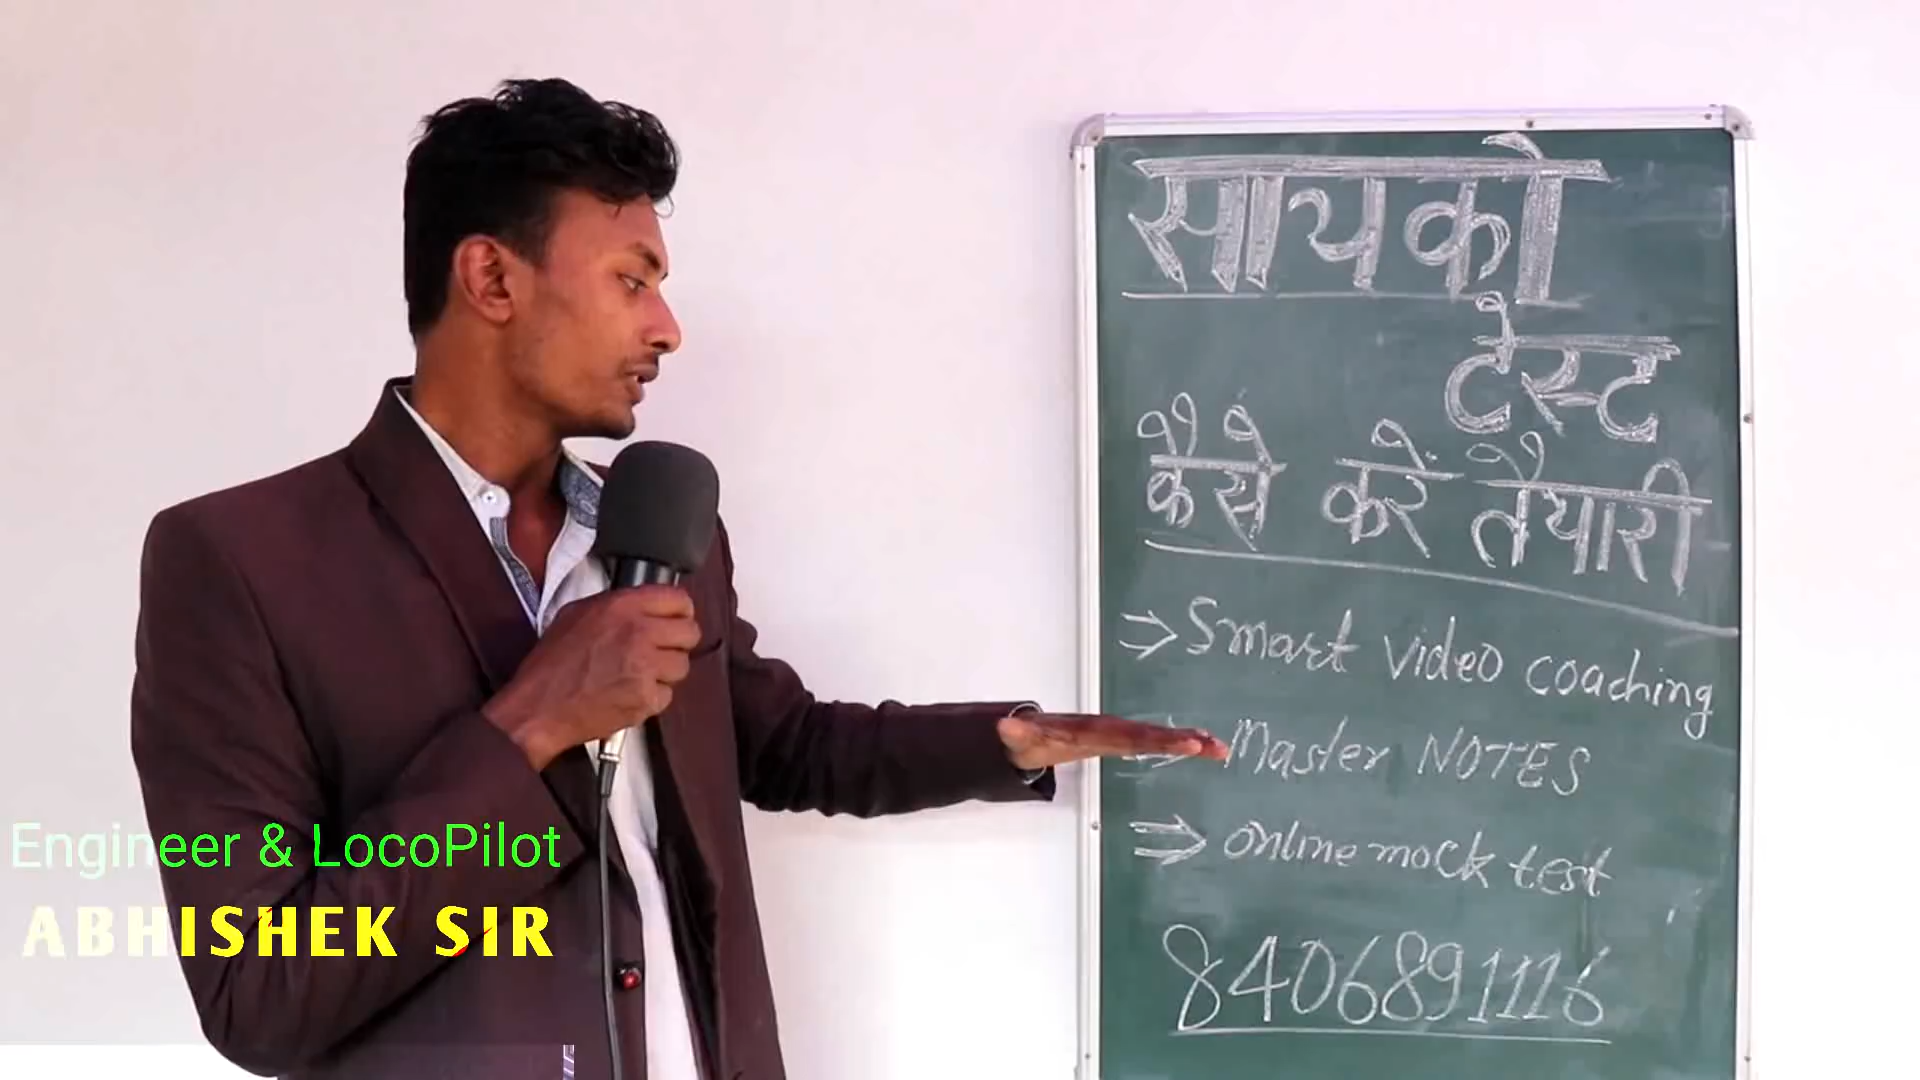 सायको
टेस्ट
कैसे करें तैयारी
⇒ Smart video coaching
⇒ Master NOTES
⇒ online mock test
8406891116
Engineer & LocoPilot
ABHISHEK SIR